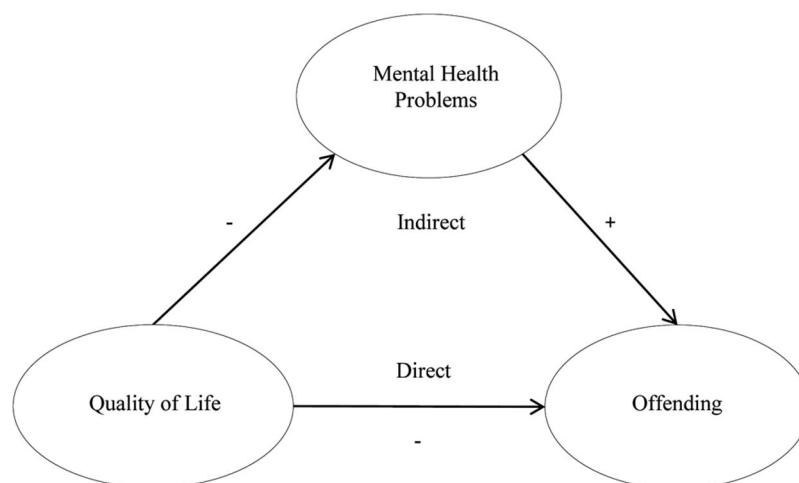 Mental Health
Problems
-
Indirect
+
Direct
Quality of Life
Offending
-